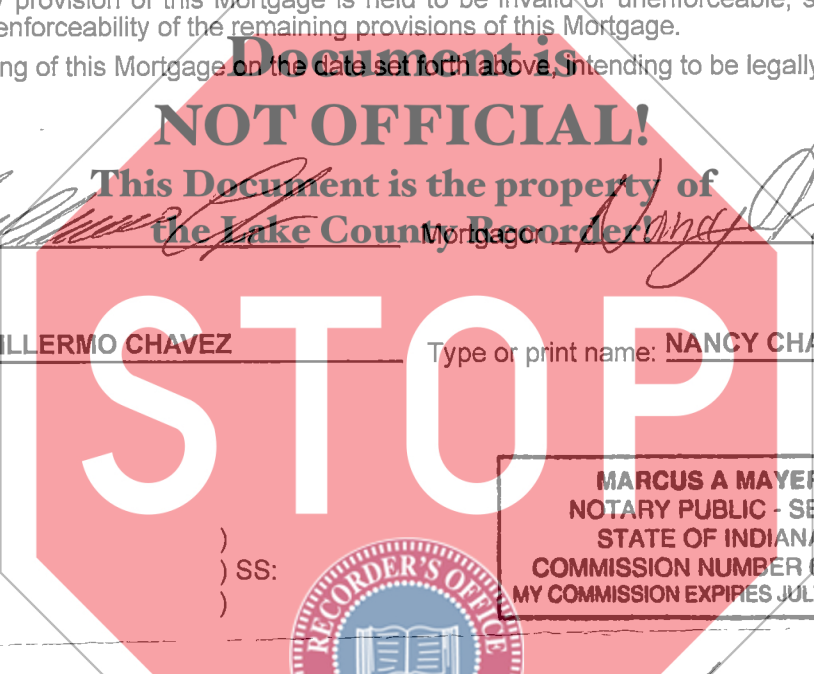 provision of this Mortgage is held to be invalid or unenforceable, s
enforceability of the remaining provisions of this Mortgage.
Document is
ng of this Mortgage on the date set forth above, intending to be legally
NOT OFFICIAL!
This Document is the property of
the Lake County Recorder!
Mortgagor Nancy
ILLERMO CHAVEZ
Type or print name: NANCY CHA
STOP
MARCUS A MAYER
NOTARY PUBLIC - SE
STATE OF INDIANA
COMMISSION NUMBER 6
MY COMMISSION EXPIRES JUL
)
) SS:
)
RECORDER'S OFFICE